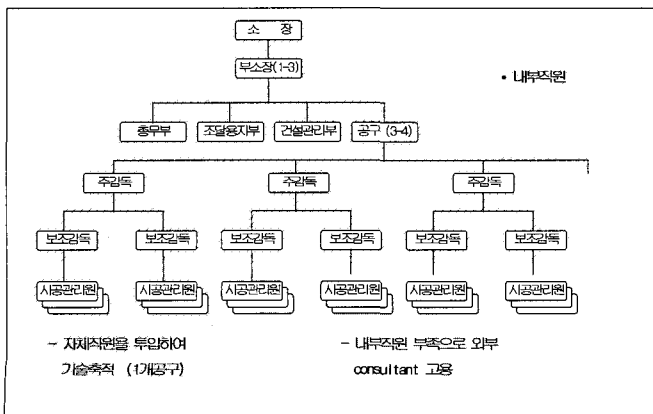 소 장
부소장(1-3)
• 내부직원
총무부 조달용지부 건설관리부 공구 (3-4)
주감독 주감독 주감독
보조감독 보조감독 보조감독 보조감독 보조감독 보조감독
시공관리원 시공관리원 시공관리원 시공관리원 시공관리원 시공관리원
- 자체직원을 투입하여 - 내부직원 부족으로 외부
기술축적 (1개공구) consultant 고용